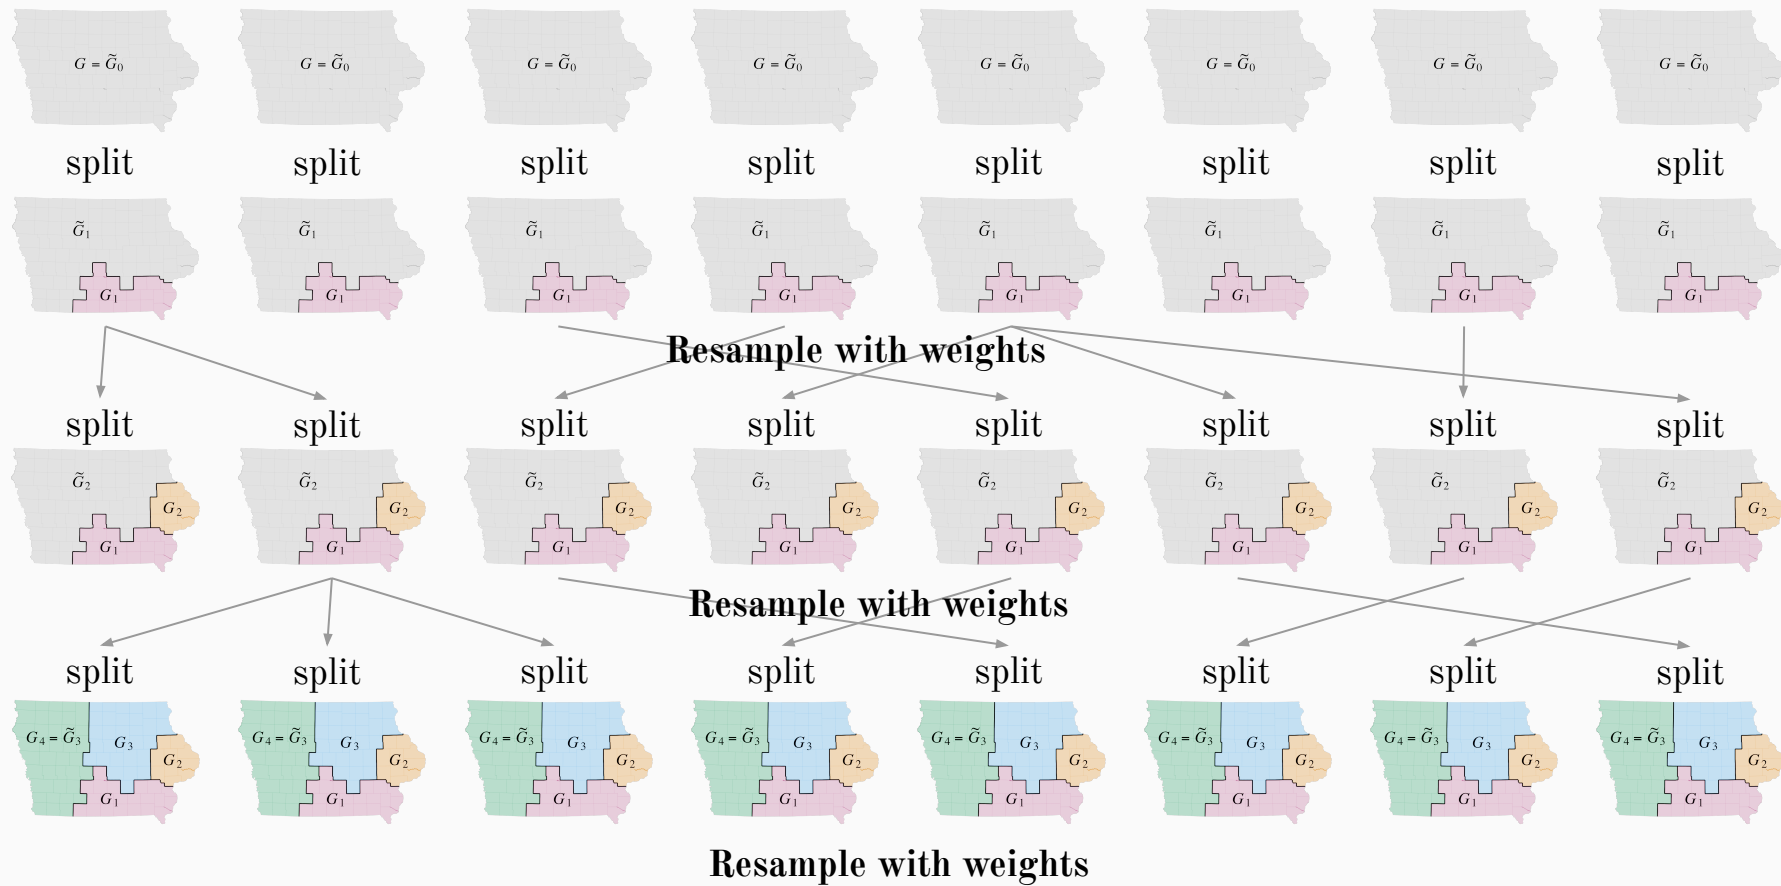 G = G̃₀ G = G̃₀ G = G̃₀ G = G̃₀ G = G̃₀ G = G̃₀ G = G̃₀ G = G̃₀
split split split split split split split split
G̃₁ G̃₁ G̃₁ G̃₁ G̃₁ G̃₁ G̃₁ G̃₁
G₁ G₁ G₁ G₁ G₁ G₁ G₁ G₁
Resample with weights
split split split split split split split split
G̃₂ G̃₂ G̃₂ G̃₂ G̃₂ G̃₂ G̃₂ G̃₂
G₂ G₂ G₂ G₂ G₂ G₂ G₂ G₂
G₁ G₁ G₁ G₁ G₁ G₁ G₁ G₁
Resample with weights
split split split split split split split split
G₄ = G̃₃ G₃ G₄ = G̃₃ G₃ G₄ = G̃₃ G₃ G₄ = G̃₃ G₃ G₄ = G̃₃ G₃ G₄ = G̃₃ G₃ G₄ = G̃₃ G₃ G₄ = G̃₃ G₃
G₂ G₂ G₂ G₂ G₂ G₂ G₂ G₂
G₁ G₁ G₁ G₁ G₁ G₁ G₁ G₁
Resample with weights